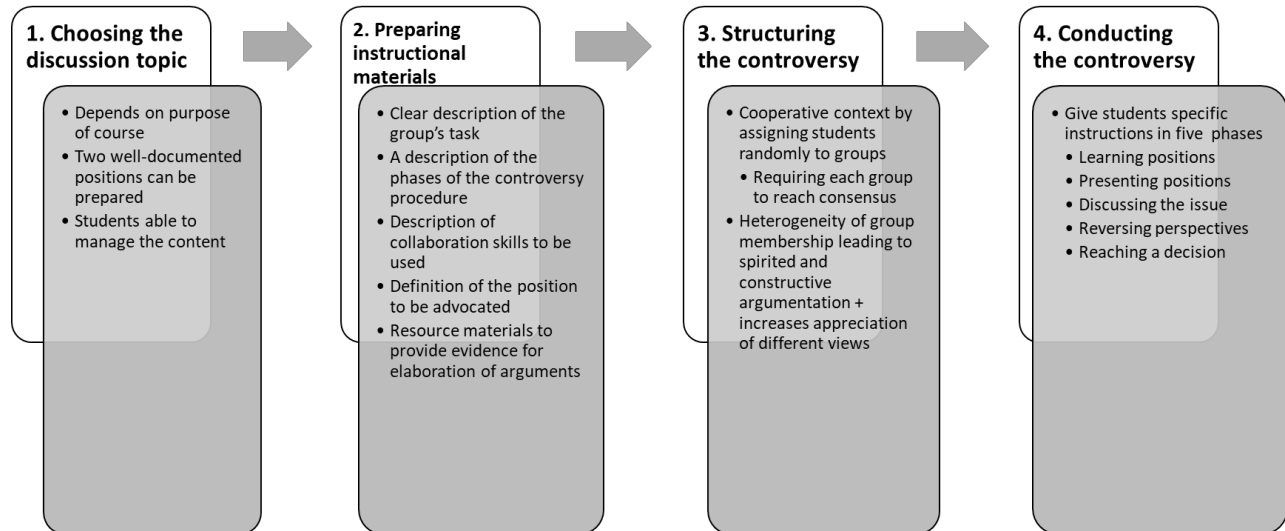 1. Choosing the
discussion topic
• Depends on purpose
of course
• Two well-documented
positions can be
prepared
• Students able to
manage the content
2. Preparing
instructional
materials
• Clear description of the
group's task
• A description of the
phases of the controversy
procedure
• Description of
collaboration skills to be
used
• Definition of the position
to be advocated
• Resource materials to
provide evidence for
elaboration of arguments
3. Structuring
the controversy
• Cooperative context by
assigning students
randomly to groups
• Requiring each group
to reach consensus
• Heterogeneity of group
membership leading to
spirited and
constructive
argumentation +
increases appreciation
of different views
4. Conducting
the controversy
• Give students specific
instructions in five phases
• Learning positions
• Presenting positions
• Discussing the issue
• Reversing perspectives
• Reaching a decision